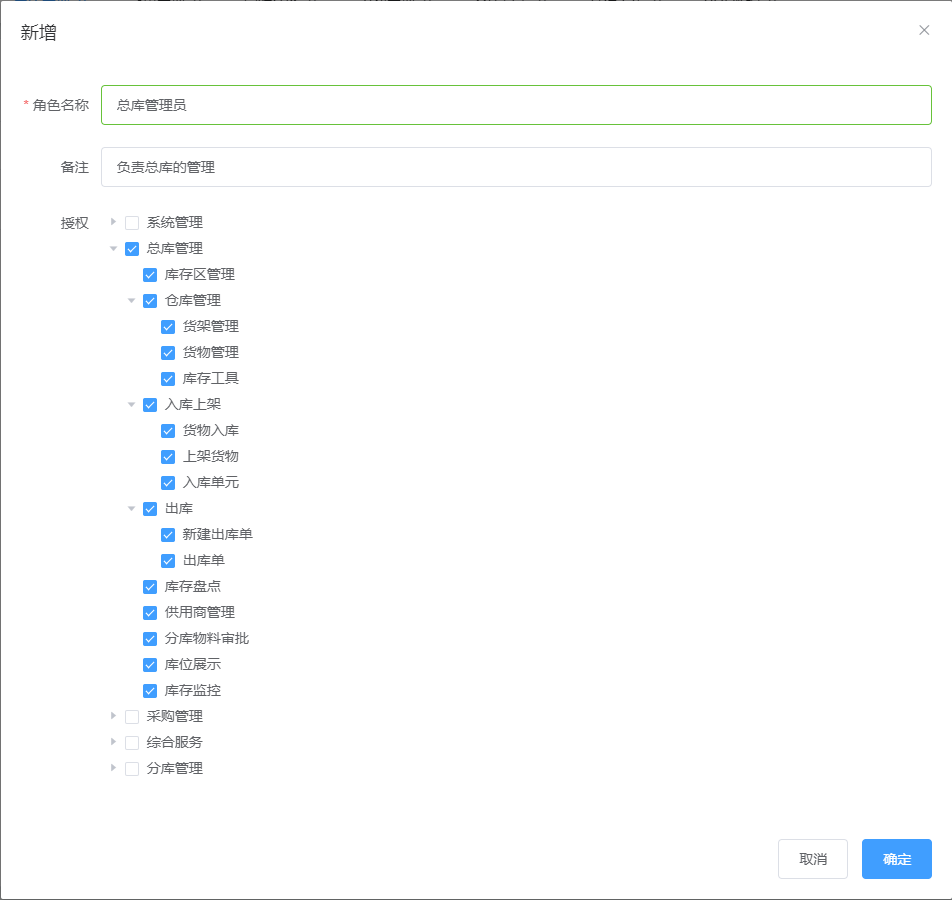 新增
* 角色名称 总库管理员
备注 负责总库的管理
授权 系统管理
总库管理
库存区管理
仓库管理
货架管理
货物管理
库存工具
入库上架
货物入库
上架货物
入库单元
出库
新建出库单
出库单
库存盘点
供用商管理
分库物料审批
库位展示
库存监控
采购管理
综合服务
分库管理
取消 确定